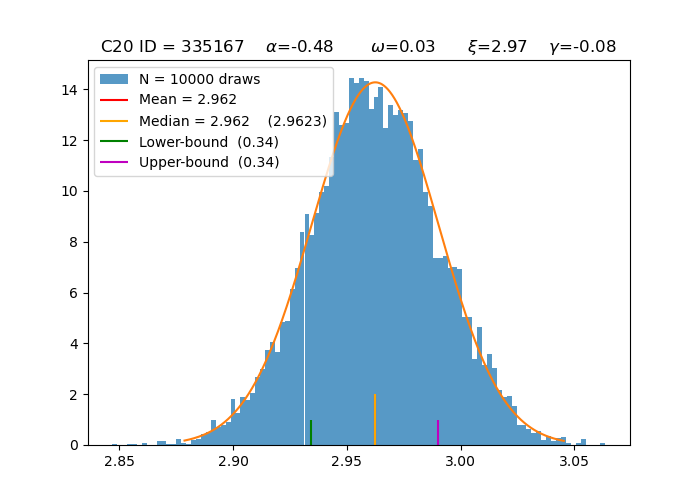 C20 ID = 335167 α=-0.48 ω=0.03 ξ=2.97 γ=-0.08
N = 10000 draws
Mean = 2.962
Median = 2.962 (2.9623)
Lower-bound (0.34)
Upper-bound (0.34)
14
12
10
8
6
4
2
0
2.85 2.90 2.95 3.00 3.05